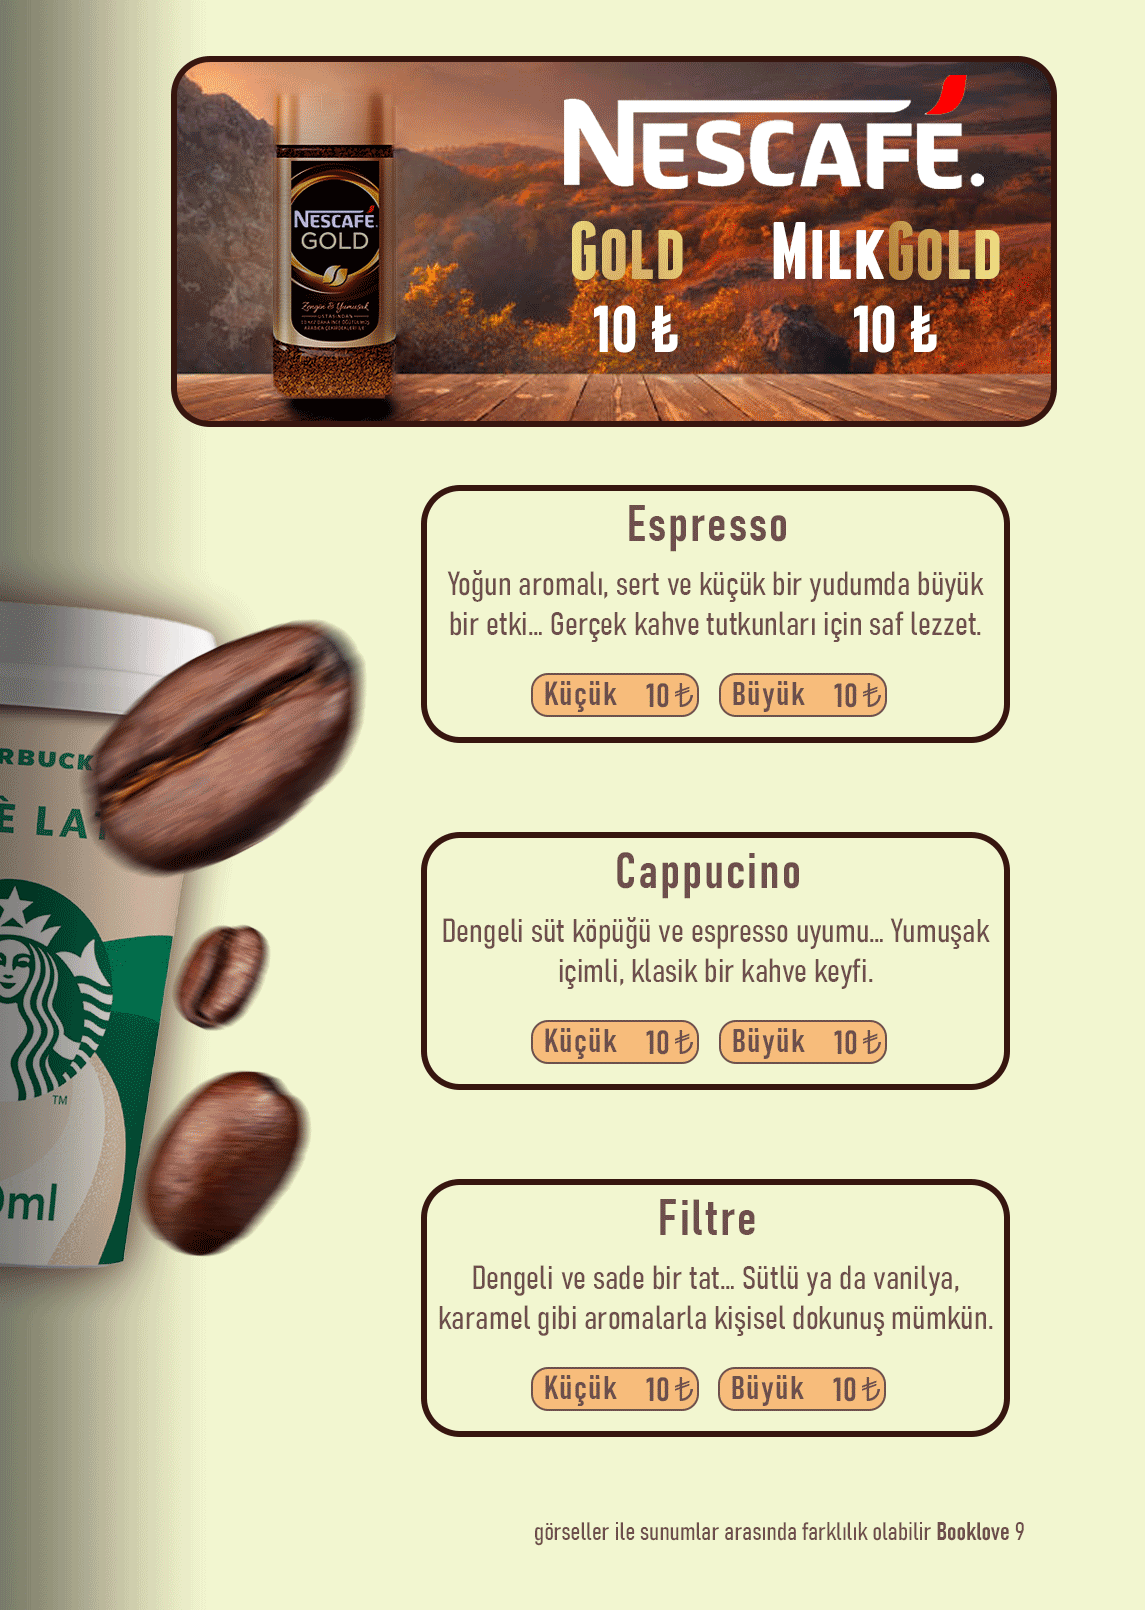 NESCAFÉ.
GOLD MILKGOLD
10 ₺ 10 ₺
NESCAFÉ.
GOLD
Zengin & Yumuşak
USTASINDAN
Espresso
Yoğun aromalı, sert ve küçük bir yudumda büyük
bir etki... Gerçek kahve tutkunları için saf lezzet.
Küçük 10 ₺ Büyük 10 ₺
RBUCK
È LAT
TM
0ml
Cappucino
Dengeli süt köpüğü ve espresso uyumu... Yumuşak
içimli, klasik bir kahve keyfi.
Küçük 10 ₺ Büyük 10 ₺
Filtre
Dengeli ve sade bir tat... Sütlü ya da vanilya,
karamel gibi aromalarla kişisel dokunuş mümkün.
Küçük 10 ₺ Büyük 10 ₺
görseller ile sunumlar arasında farklılık olabilir Booklove 9